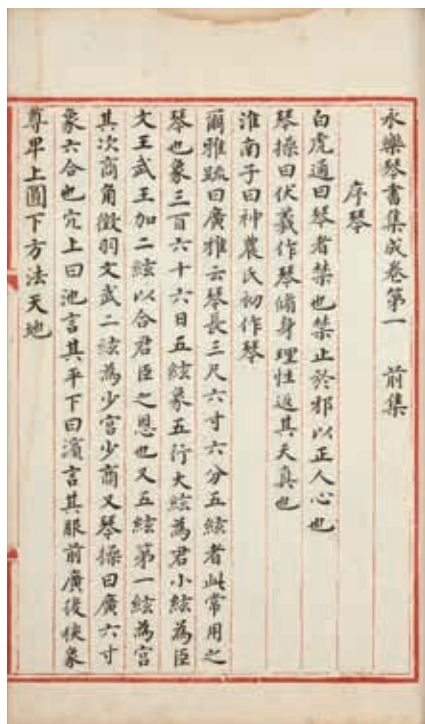 永樂琴書集成卷第一　前集
序琴
白虎通曰琴者禁也禁止於邪以正人心也
琴操曰伏羲作琴脩身理性返其天真也
淮南子曰神農氏初作琴
爾雅疏曰廣雅云琴長三尺六寸六分五絃者此常用之
琴也象三百六十六日五絃象五行大絃為君小絃為臣
文王武王加二絃以合君臣之恩也又五絃第一絃為宮
其次商角徵羽文武二絃為少宮少商又琴操曰廣六寸
象六合也穴上曰池言其平下曰濱言其服前廣後狹象
尊卑上圓下方法天地